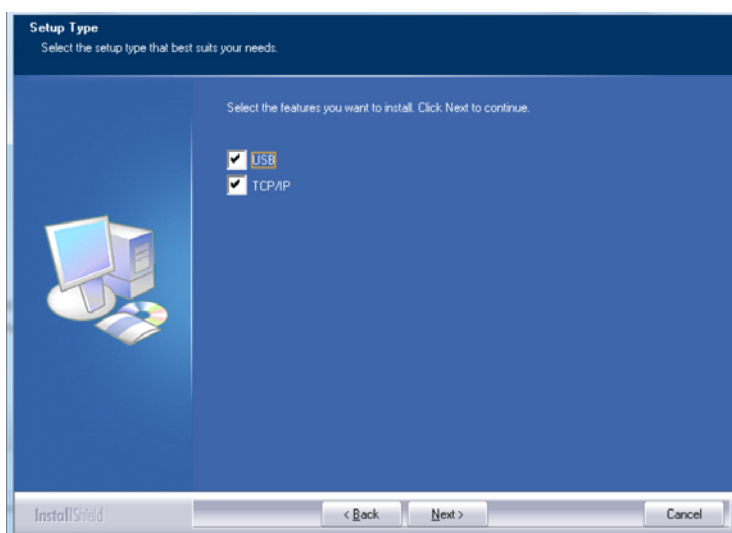 Setup Type
Select the setup type that best suits your needs.
Select the features you want to install. Click Next to continue.
USB
TCP/IP
InstallShield
< Back
Next >
Cancel